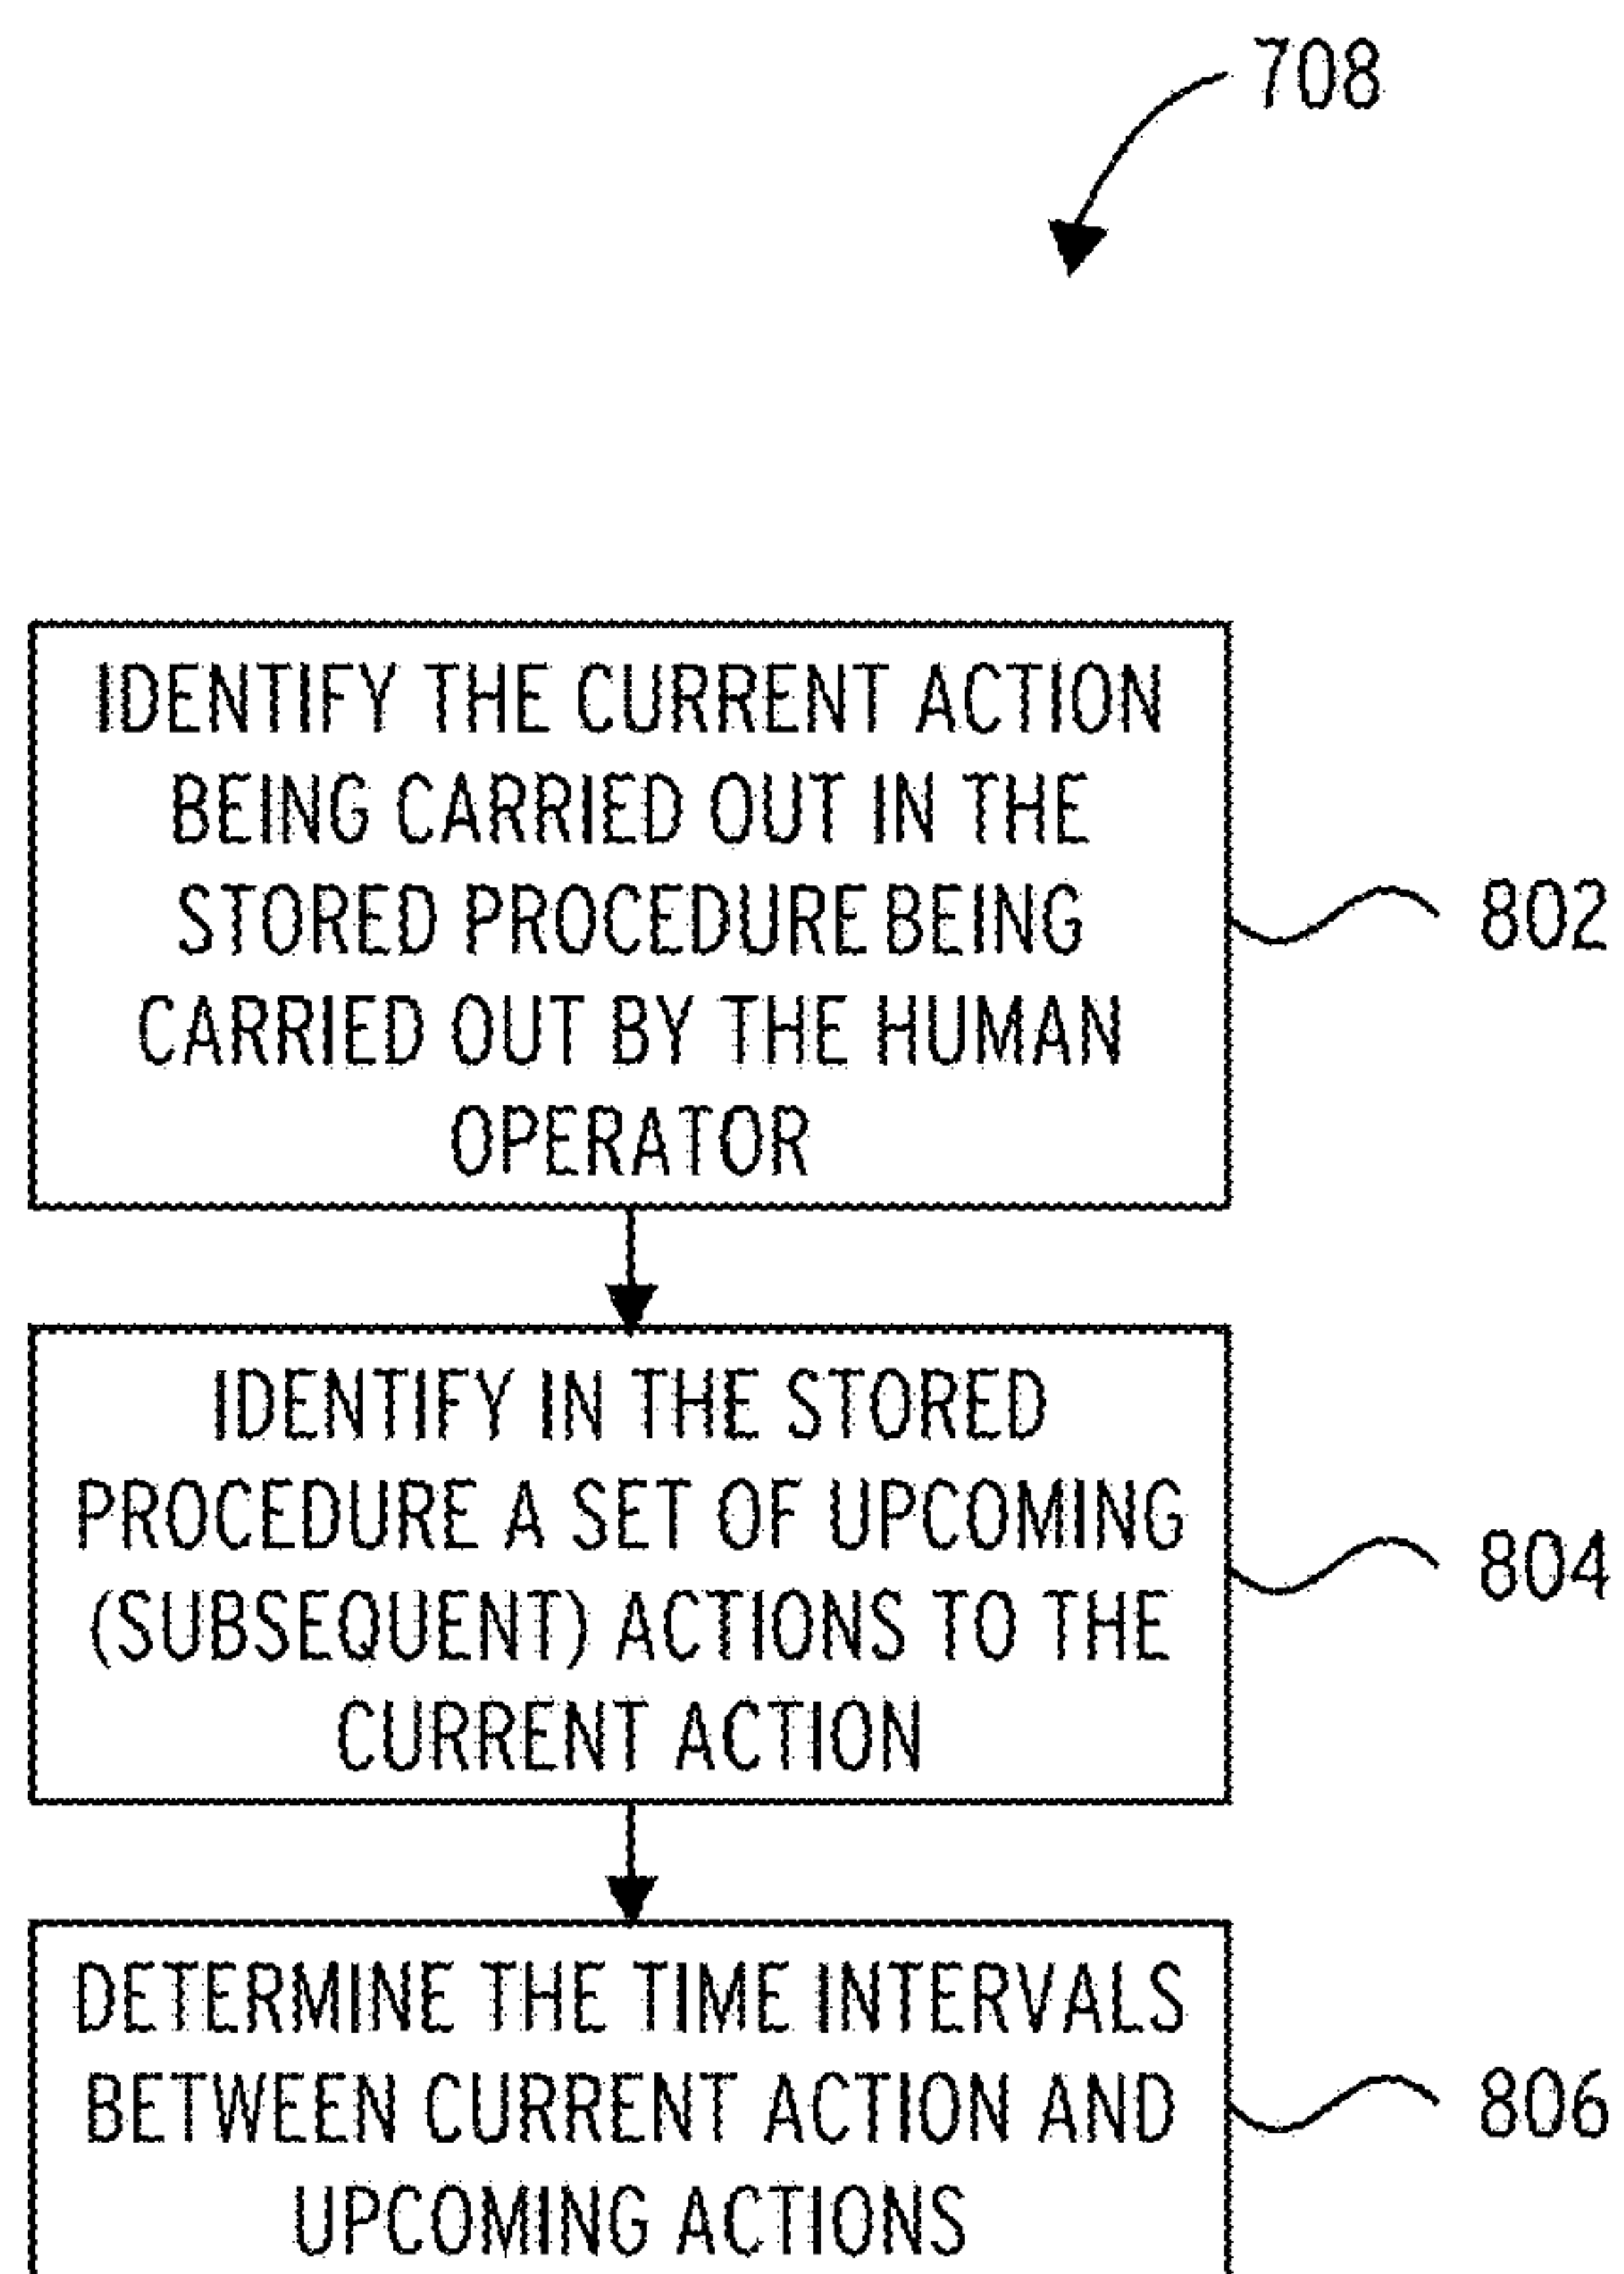 708
IDENTIFY THE CURRENT ACTION
BEING CARRIED OUT IN THE
STORED PROCEDURE BEING
CARRIED OUT BY THE HUMAN
OPERATOR
802
IDENTIFY IN THE STORED
PROCEDURE A SET OF UPCOMING
(SUBSEQUENT) ACTIONS TO THE
CURRENT ACTION
804
DETERMINE THE TIME INTERVALS
BETWEEN CURRENT ACTION AND
UPCOMING ACTIONS
806